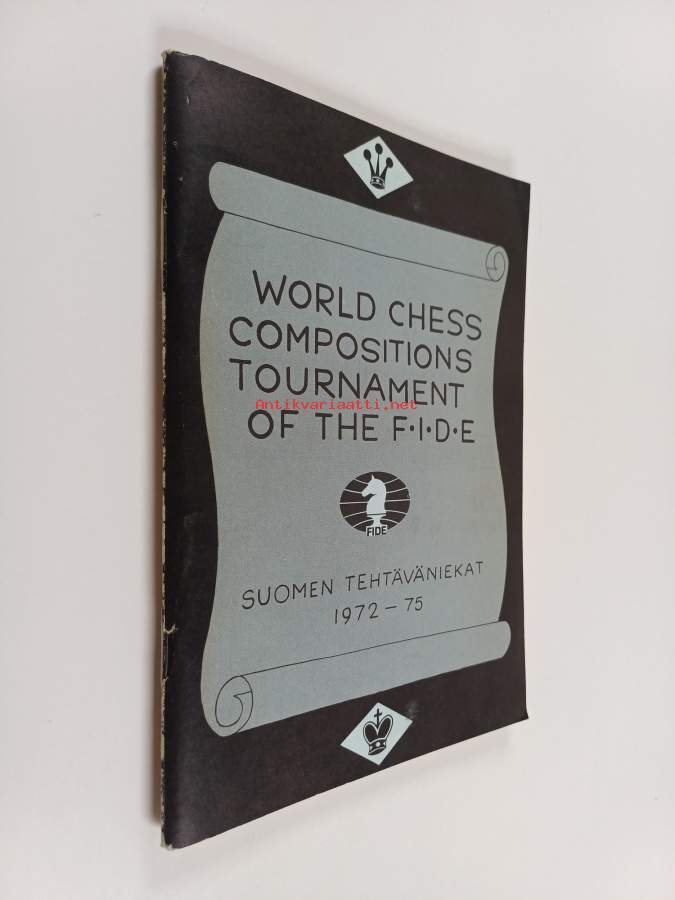 WORLD CHESS
COMPOSITIONS
TOURNAMENT
Antikvariaatti.net
OF THE F·I·D·E
FIDE
SUOMEN TEHTÄVÄNIEKAT
1972 – 75